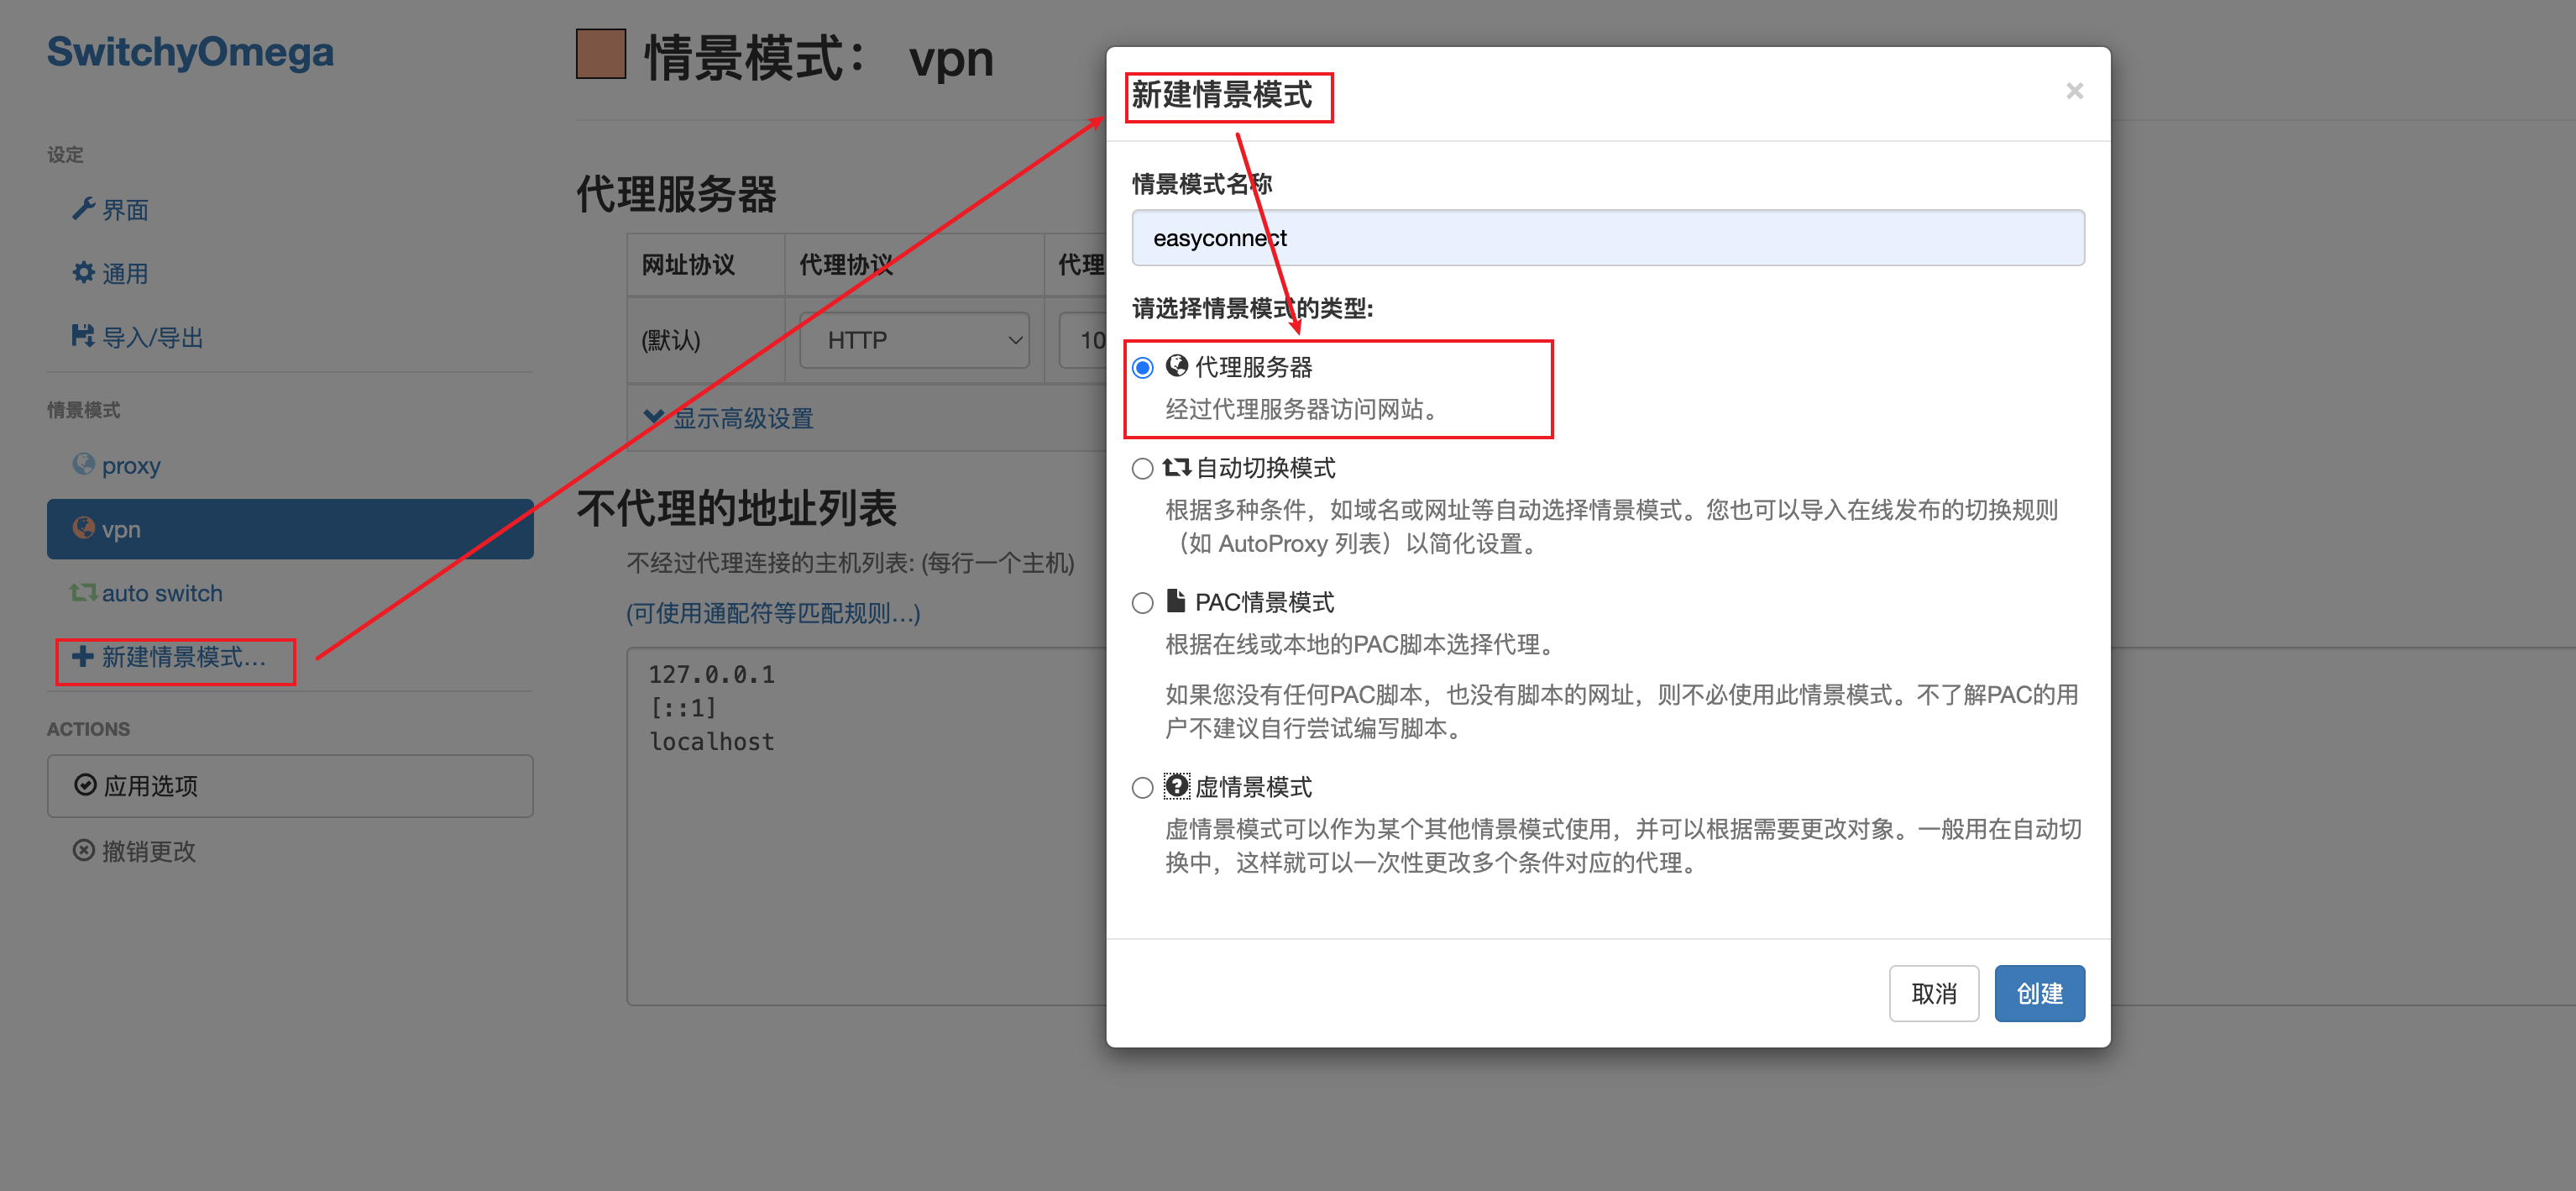 SwitchyOmega
设定
界面
通用
导入/导出
情景模式
proxy
vpn
auto switch
新建情景模式...
ACTIONS
应用选项
撤销更改
情景模式： vpn
代理服务器
网址协议 代理协议 代理
(默认) HTTP 10
显示高级设置
不代理的地址列表
不经过代理连接的主机列表: (每行一个主机)
(可使用通配符等匹配规则...)
127.0.0.1
[::1]
localhost
新建情景模式
×
情景模式名称
easyconnect
请选择情景模式的类型:
代理服务器
经过代理服务器访问网站。
自动切换模式
根据多种条件，如域名或网址等自动选择情景模式。您也可以导入在线发布的切换规则
（如 AutoProxy 列表）以简化设置。
PAC情景模式
根据在线或本地的PAC脚本选择代理。
如果您没有任何PAC脚本，也没有脚本的网址，则不必使用此情景模式。不了解PAC的用
户不建议自行尝试编写脚本。
虚情景模式
虚情景模式可以作为某个其他情景模式使用，并可以根据需要更改对象。一般用在自动切
换中，这样就可以一次性更改多个条件对应的代理。
取消
创建